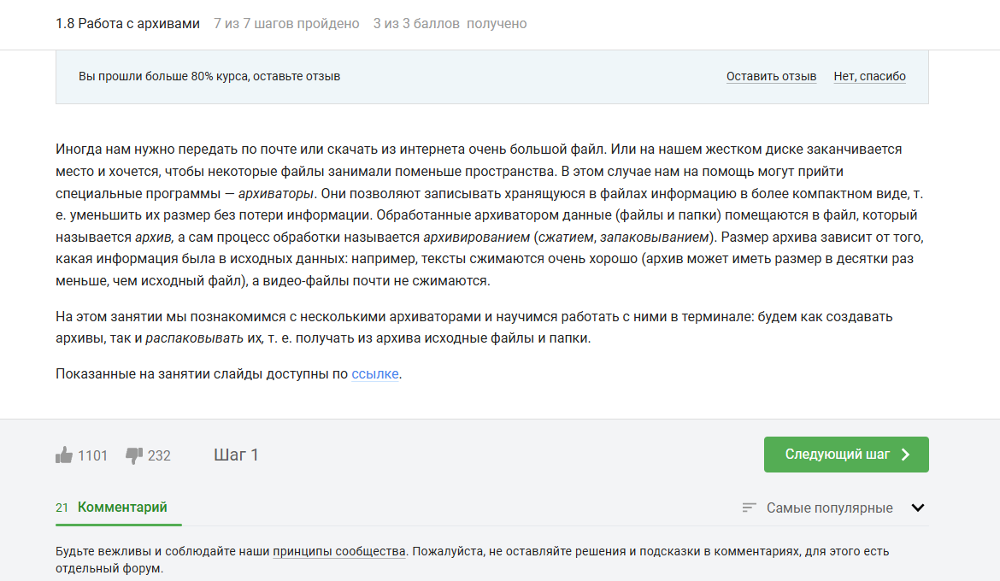 1.8 Работа с архивами 7 из 7 шагов пройдено 3 из 3 баллов получено
Вы прошли больше 80% курса, оставьте отзыв Оставить отзыв Нет, спасибо
Иногда нам нужно передать по почте или скачать из интернета очень большой файл. Или на нашем жестком диске заканчивается
место и хочется, чтобы некоторые файлы занимали поменьше пространства. В этом случае нам на помощь могут прийти
специальные программы — архиваторы. Они позволяют записывать хранящуюся в файлах информацию в более компактном виде, т.
е. уменьшить их размер без потери информации. Обработанные архиватором данные (файлы и папки) помещаются в файл, который
называется архив, а сам процесс обработки называется архивированием (сжатием, запаковыванием). Размер архива зависит от того,
какая информация была в исходных данных: например, тексты сжимаются очень хорошо (архив может иметь размер в десятки раз
меньше, чем исходный файл), а видео-файлы почти не сжимаются.
На этом занятии мы познакомимся с несколькими архиваторами и научимся работать с ними в терминале: будем как создавать
архивы, так и распаковывать их, т. е. получать из архива исходные файлы и папки.
Показанные на занятии слайды доступны по ссылке.
1101 232 Шаг 1 Следующий шаг
21 Комментарий Самые популярные
Будьте вежливы и соблюдайте наши принципы сообщества. Пожалуйста, не оставляйте решения и подсказки в комментариях, для этого есть
отдельный форум.